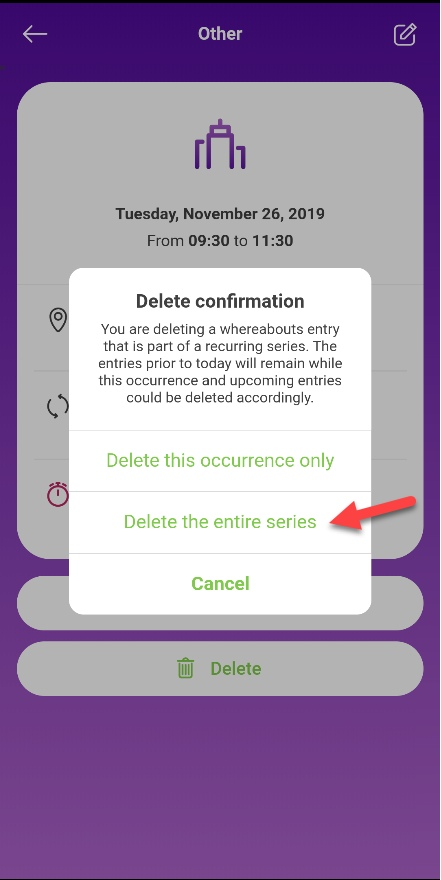 Other
Tuesday, November 26, 2019
From 09:30 to 11:30
Delete confirmation
You are deleting a whereabouts entry
that is part of a recurring series. The
entries prior to today will remain while
this occurrence and upcoming entries
could be deleted accordingly.
Delete this occurrence only
Delete the entire series
Cancel
Delete